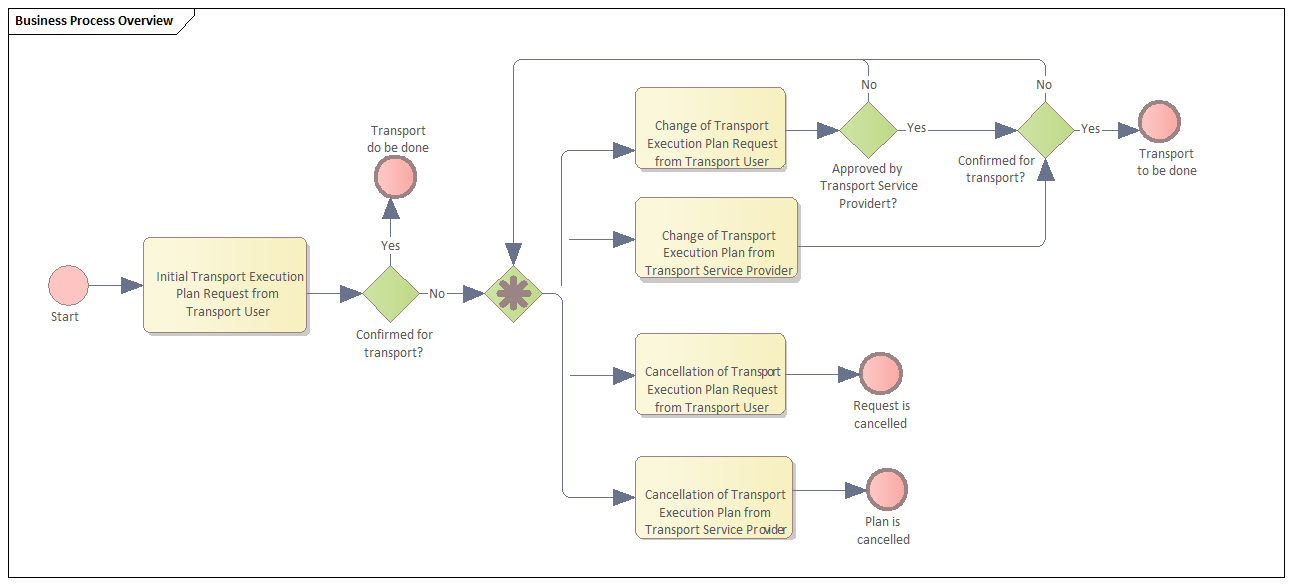 Business Process Overview
Start
Initial Transport Execution
Plan Request from
Transport User
Transport
do be done
Yes
Confirmed for
transport?
No
Change of Transport
Execution Plan Request
from Transport User
No
Yes
Approved by
Transport Service
Providert?
No
Yes
Confirmed for
transport?
Transport
to be done
Change of Transport
Execution Plan from
Transport Service Provider
Cancellation of Transport
Execution Plan Request
from Transport User
Request is
cancelled
Cancellation of Transport
Execution Plan from
Transport Service Provider
Plan is
cancelled